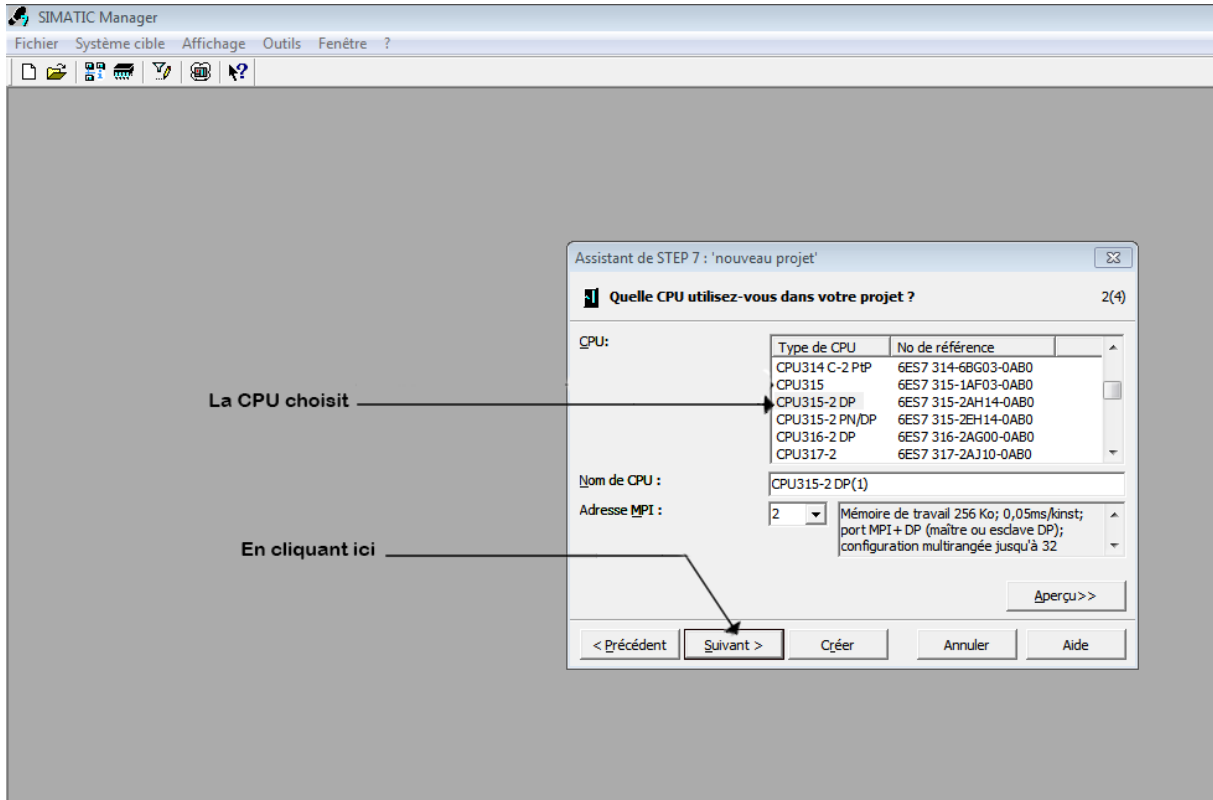 SIMATIC Manager
Fichier Système cible Affichage Outils Fenêtre ?
Assistant de STEP 7 : 'nouveau projet'
Quelle CPU utilisez-vous dans votre projet ? 2(4)
CPU:
Type de CPU No de référence
CPU314 C-2 PtP 6ES7 314-6BG03-0AB0
CPU315 6ES7 315-1AF03-0AB0
La CPU choisit
CPU315-2 DP 6ES7 315-2AH14-0AB0
CPU315-2 PN/DP 6ES7 315-2EH14-0AB0
CPU316-2 DP 6ES7 316-2AG00-0AB0
CPU317-2 6ES7 317-2AJ10-0AB0
Nom de CPU : CPU315-2 DP(1)
Adresse MPI : 2
Mémoire de travail 256 Ko; 0,05ms/kinst;
port MPI+ DP (maître ou esclave DP);
configuration multirangée jusqu'à 32
En cliquant ici
Aperçu>>
< Précédent Suivant > Créer Annuler Aide